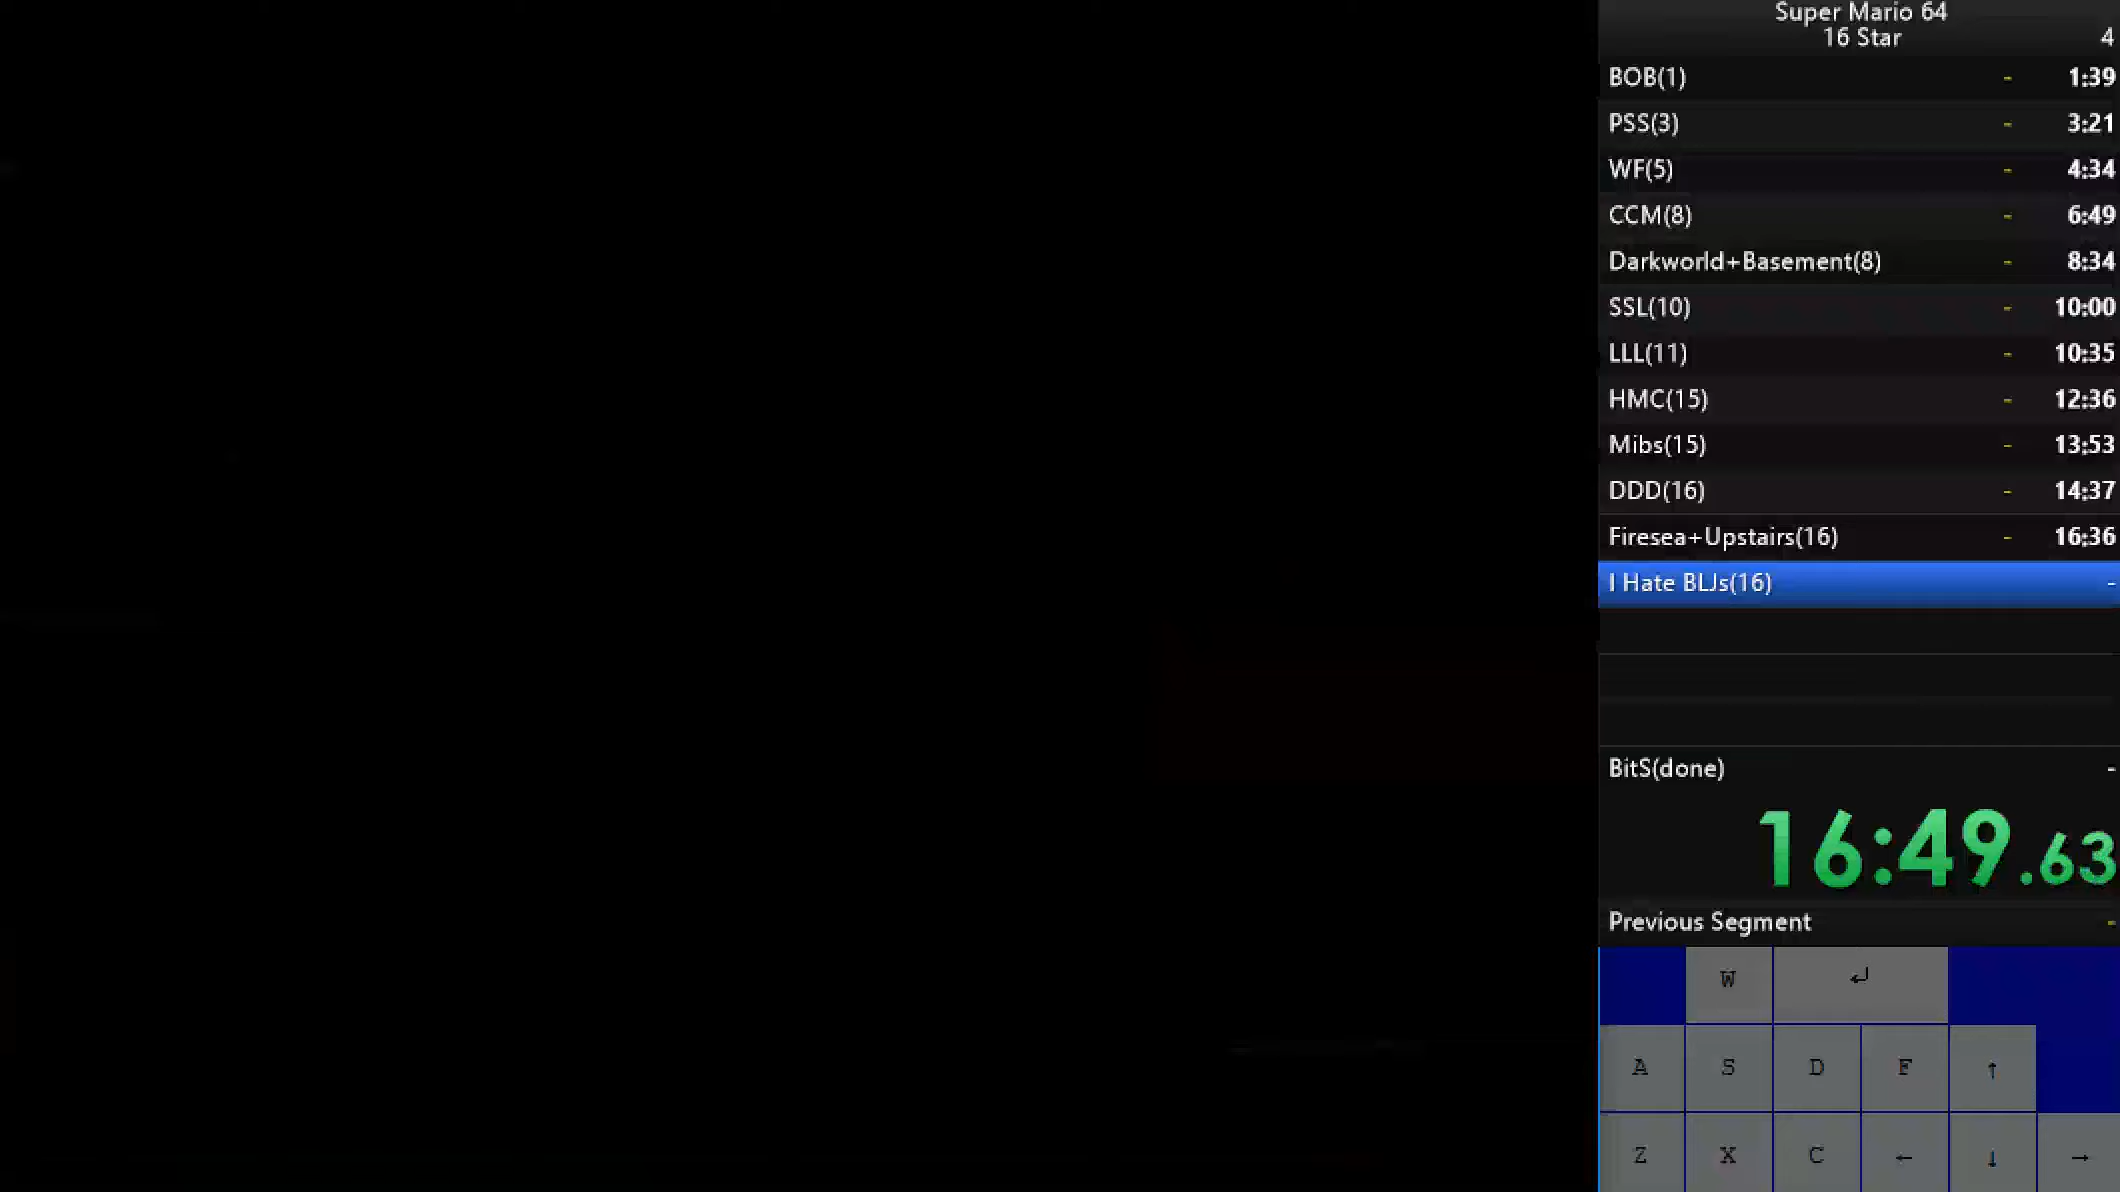 Super Mario 64
16 Star 4
BOB(1) - 1:39
PSS(3) - 3:21
WF(5) - 4:34
CCM(8) - 6:49
Darkworld+Basement(8) - 8:34
SSL(10) - 10:00
LLL(11) - 10:35
HMC(15) - 12:36
Mibs(15) - 13:53
DDD(16) - 14:37
Firesea+Upstairs(16) - 16:36
I Hate BLJs(16) -
BitS(done) -
16:49.63
Previous Segment -
W ↵
A S D F ↑
Z X C ← ↓ →